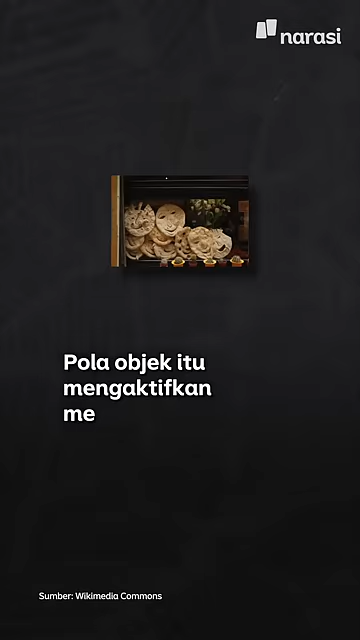 narasi
Pola objek itu
mengaktifkan
me
Sumber: Wikimedia Commons